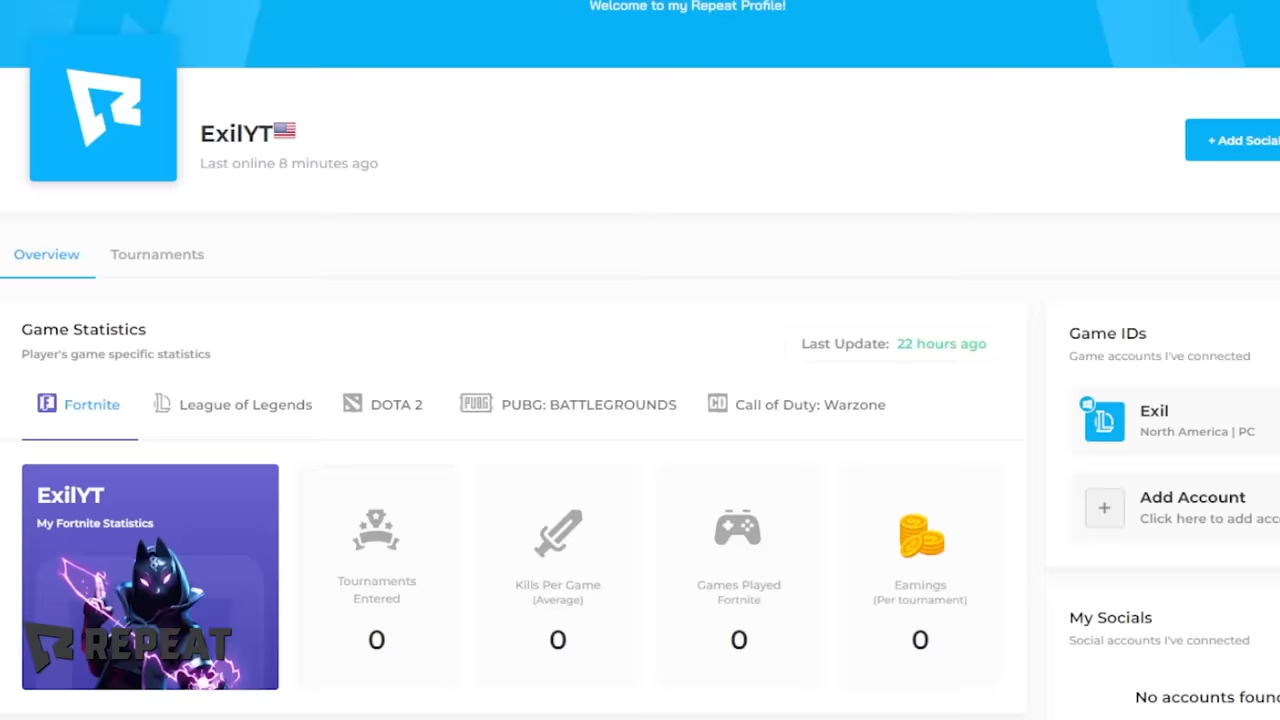 Welcome to my Repeat Profile!
ExilYT
Last online 8 minutes ago
+ Add Social
Overview
Tournaments
Game Statistics
Player's game specific statistics
Last Update: 22 hours ago
Fortnite
League of Legends
DOTA 2
PUBG
PUBG: BATTLEGROUNDS
Call of Duty: Warzone
ExilYT
My Fortnite Statistics
REPEAT
Tournaments
Entered
0
Kills Per Game
(Average)
0
Games Played
Fortnite
0
Earnings
(Per tournament)
0
Game IDs
Game accounts I've connected
Exil
North America | PC
Add Account
Click here to add acc
My Socials
Social accounts I've connected
No accounts found